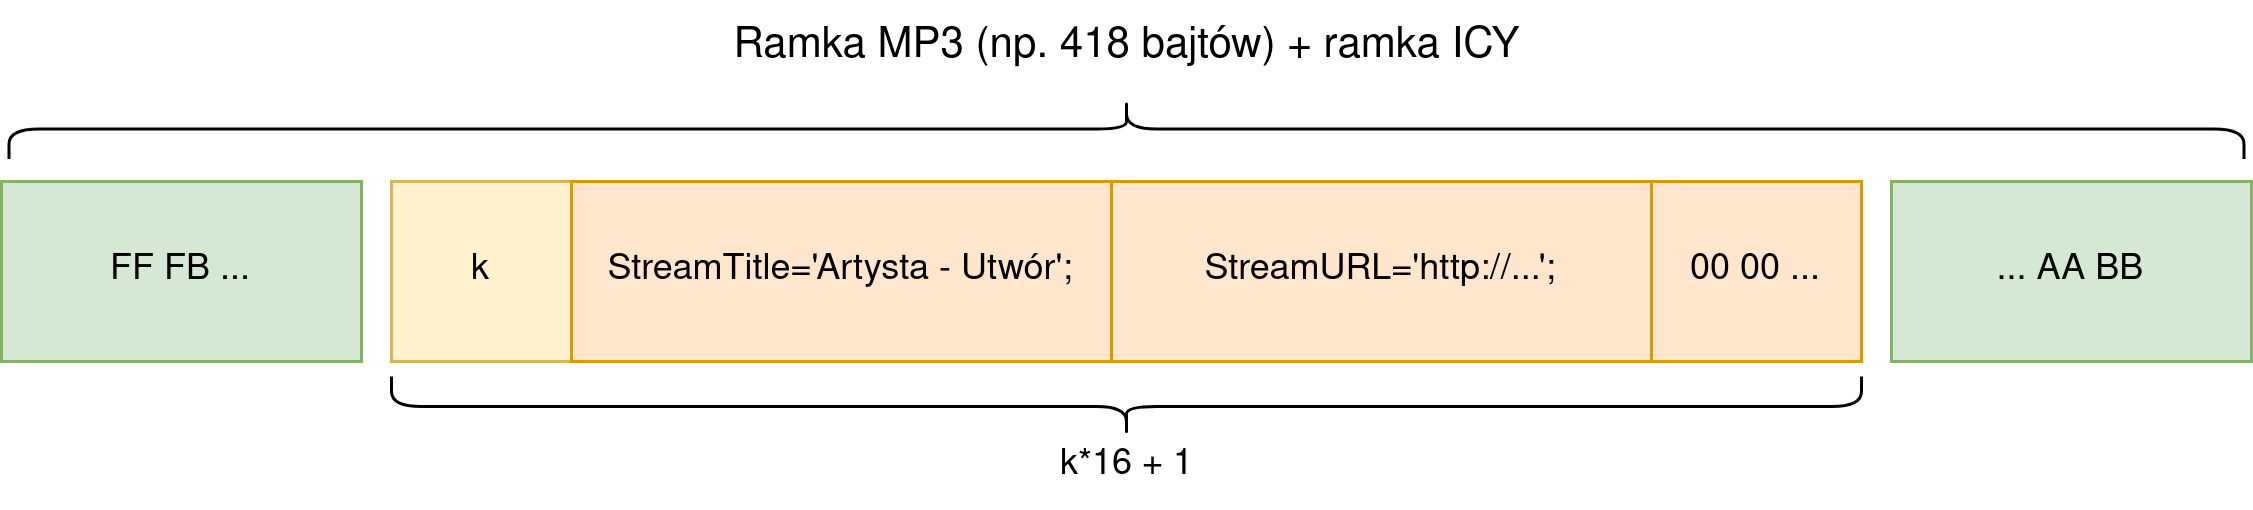 Ramka MP3 (np. 418 bajtów) + ramka ICY
FF FB ...
k
StreamTitle='Artysta - Utwór';
StreamURL='http://...';
00 00 ...
... AA BB
k*16 + 1